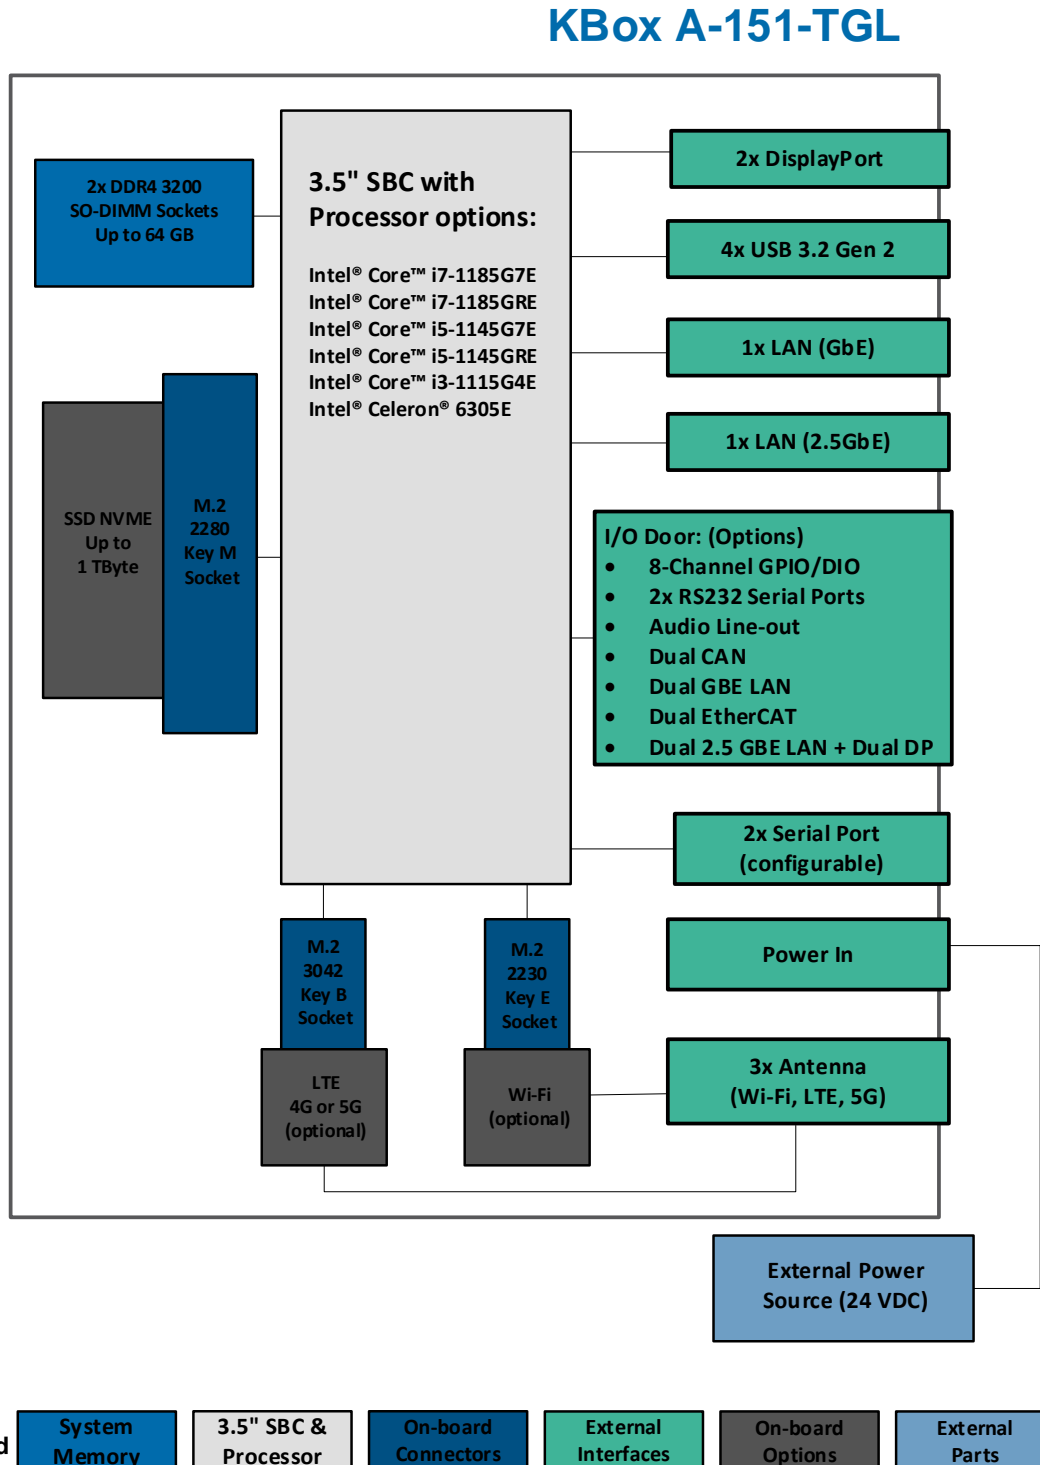 KBox A-151-TGL
2x DDR4 3200
SO-DIMM Sockets
Up to 64 GB
3.5" SBC with
Processor options:
Intel® Core™ i7-1185G7E
Intel® Core™ i7-1185GRE
Intel® Core™ i5-1145G7E
Intel® Core™ i5-1145GRE
Intel® Core™ i3-1115G4E
Intel® Celeron® 6305E
2x DisplayPort
4x USB 3.2 Gen 2
1x LAN (GbE)
1x LAN (2.5GbE)
SSD NVME
Up to
1 TByte
M.2
2280
Key M
Socket
I/O Door: (Options)
• 8-Channel GPIO/DIO
• 2x RS232 Serial Ports
• Audio Line-out
• Dual CAN
• Dual GBE LAN
• Dual EtherCAT
• Dual 2.5 GBE LAN + Dual DP
2x Serial Port
(configurable)
M.2
3042
Key B
Socket
M.2
2230
Key E
Socket
Power In
LTE
4G or 5G
(optional)
Wi-Fi
(optional)
3x Antenna
(Wi-Fi, LTE, 5G)
External Power
Source (24 VDC)
System
Memory
3.5" SBC &
Processor
On-board
Connectors
External
Interfaces
On-board
Options
External
Parts